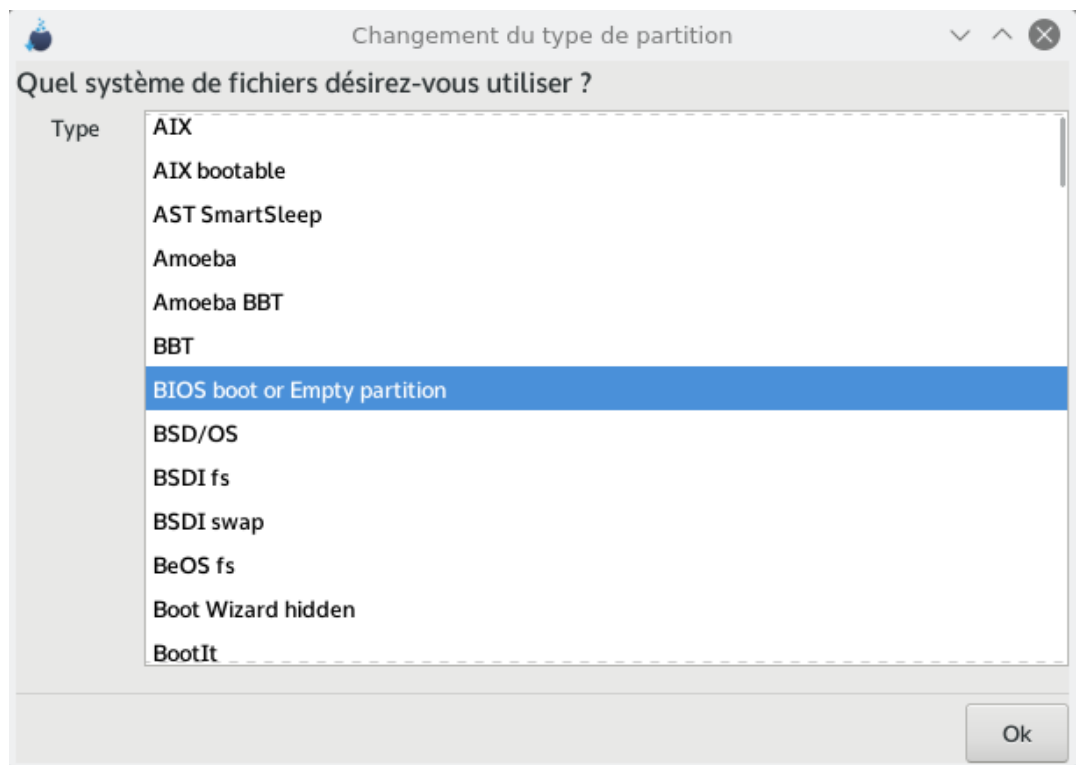 Changement du type de partition
Quel système de fichiers désirez-vous utiliser ?
Type
AIX
AIX bootable
AST SmartSleep
Amoeba
Amoeba BBT
BBT
BIOS boot or Empty partition
BSD/OS
BSDI fs
BSDI swap
BeOS fs
Boot Wizard hidden
BootIt
Ok